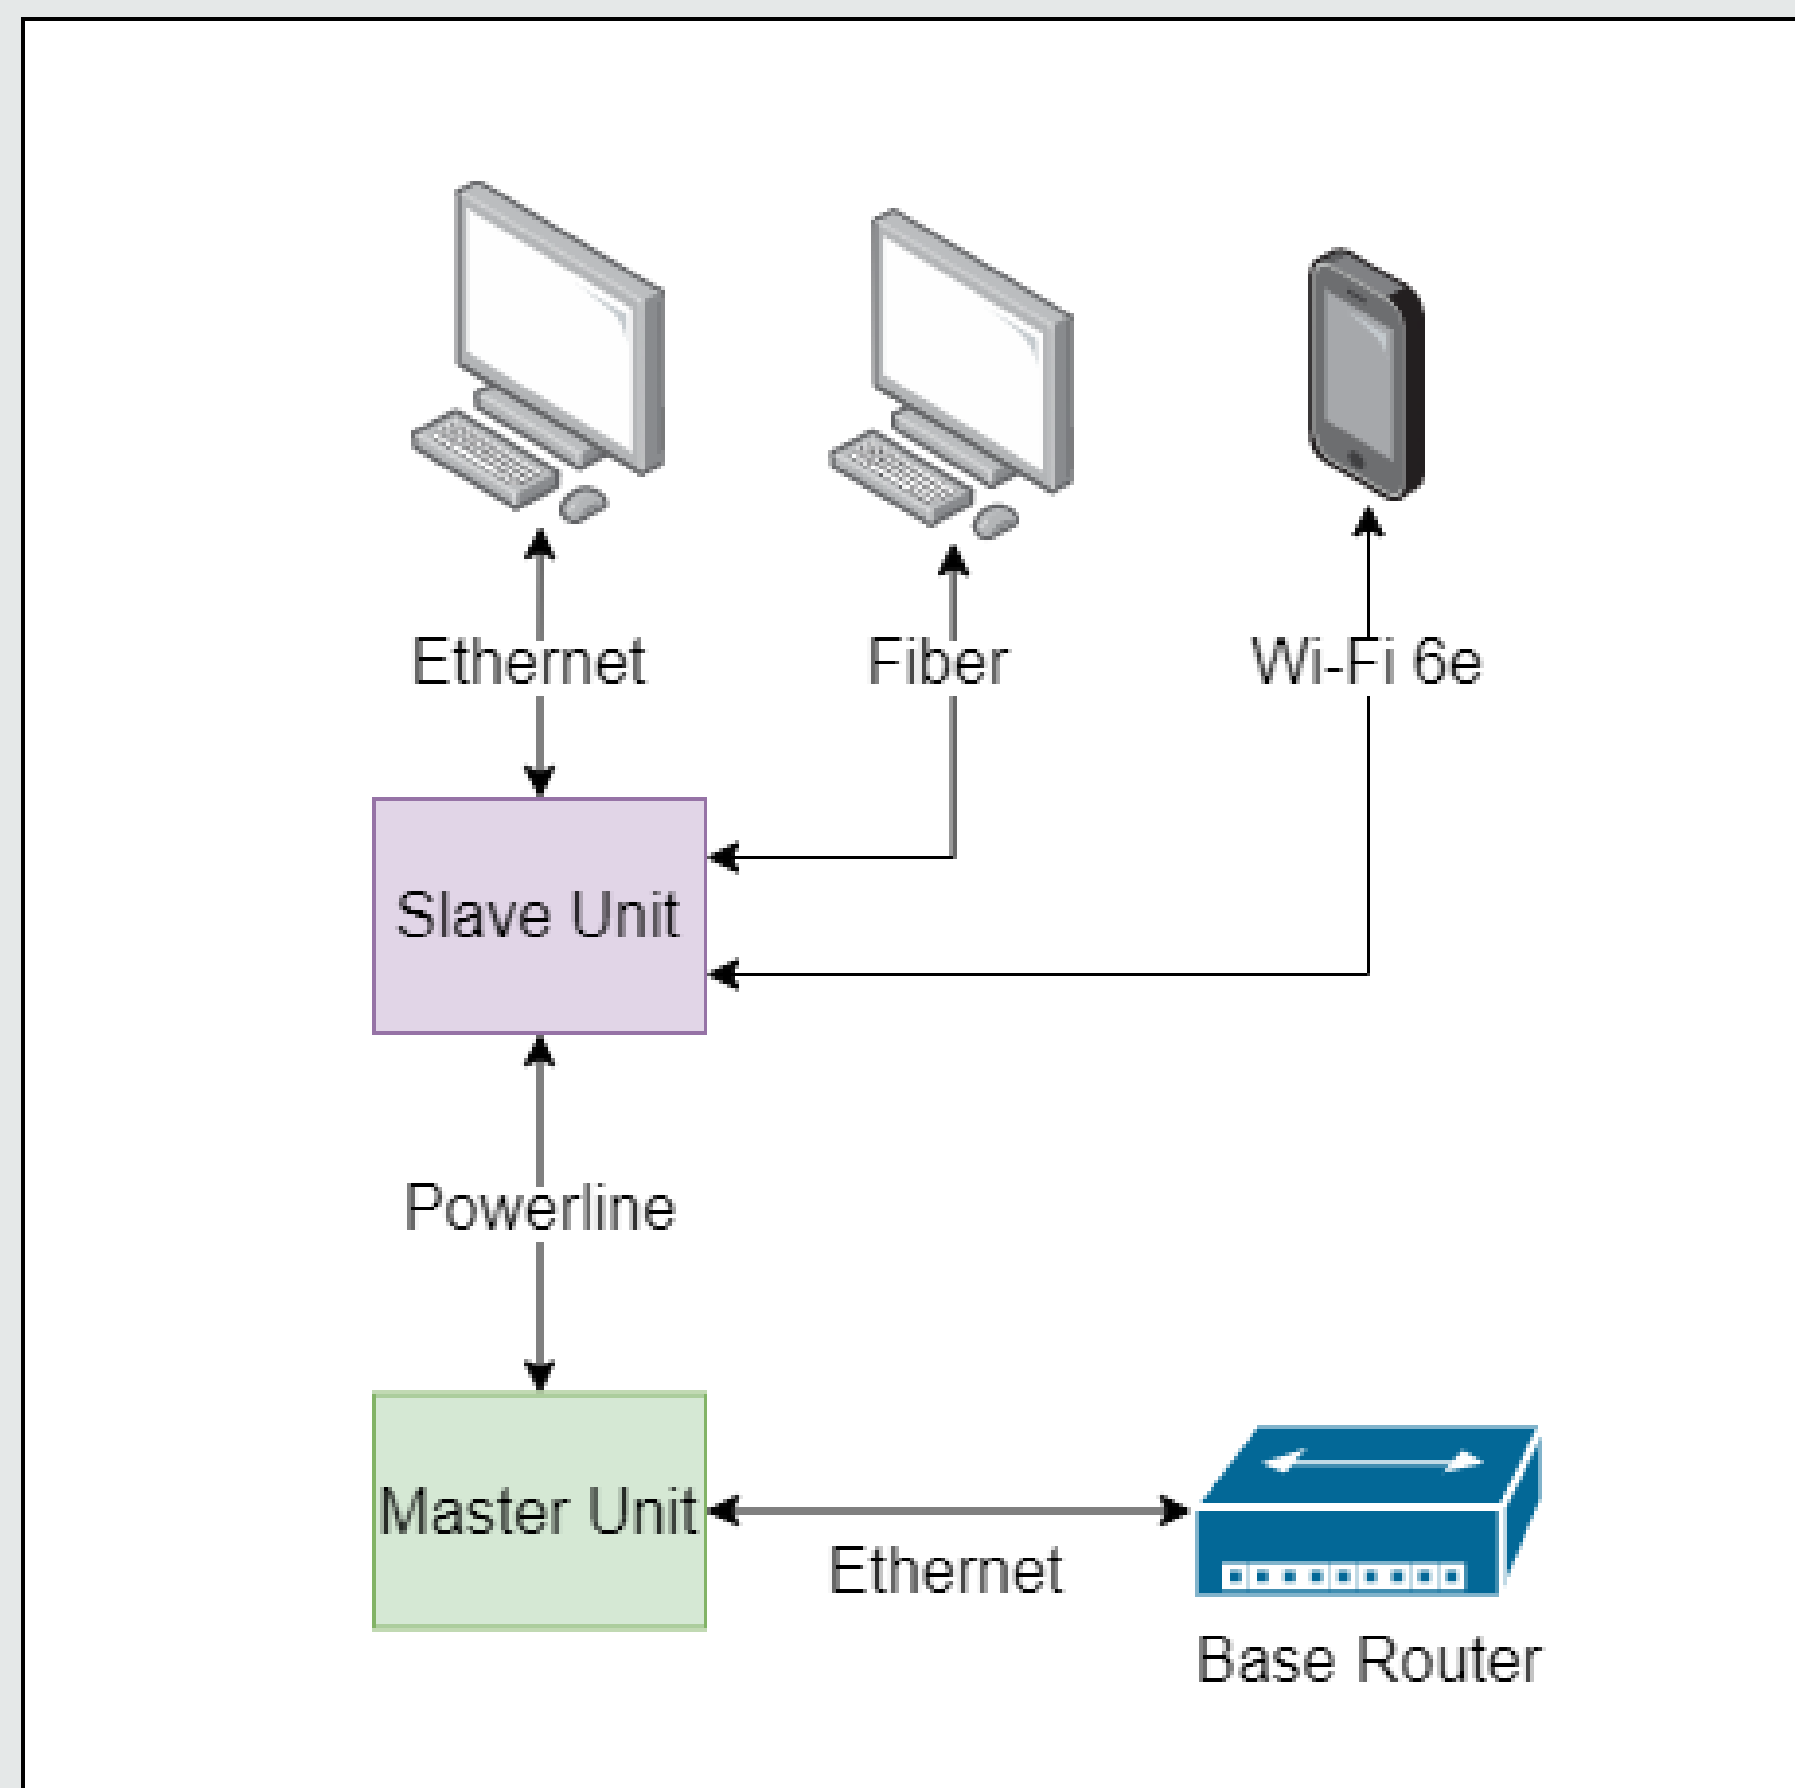 Ethernet
Fiber
Wi-Fi 6e
Slave Unit
Powerline
Master Unit
Ethernet
Base Router